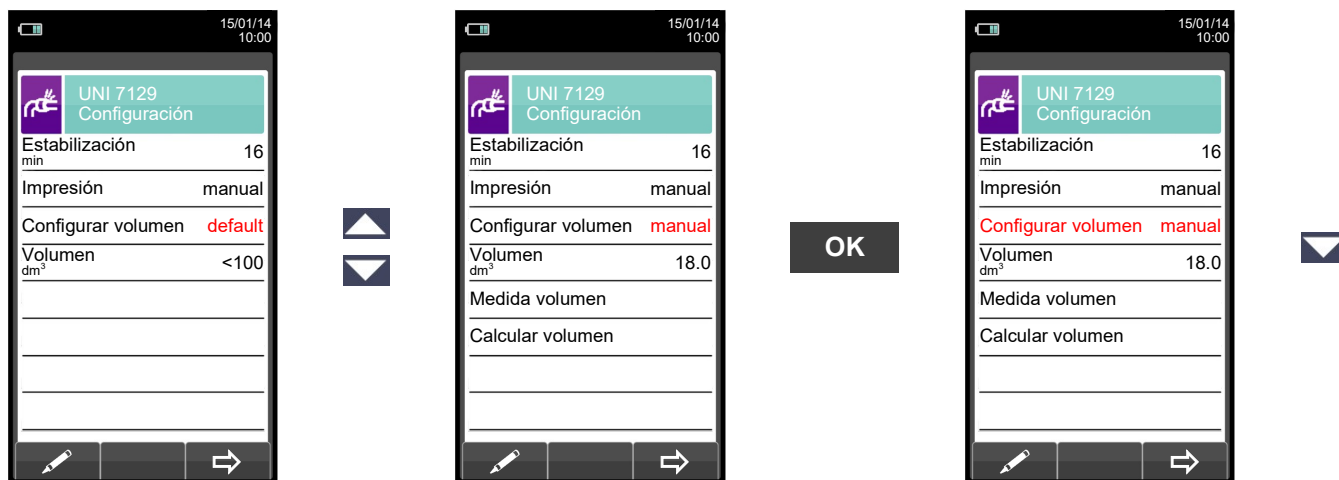 15/01/14
10:00
UNI 7129
Configuración
Estabilización
min
16
Impresión manual
Configurar volumen default
Volumen
dm³
<100
15/01/14
10:00
UNI 7129
Configuración
Estabilización
min
16
Impresión manual
Configurar volumen manual
Volumen
dm³
18.0
Medida volumen
Calcular volumen
OK
15/01/14
10:00
UNI 7129
Configuración
Estabilización
min
16
Impresión manual
Configurar volumen manual
Volumen
dm³
18.0
Medida volumen
Calcular volumen